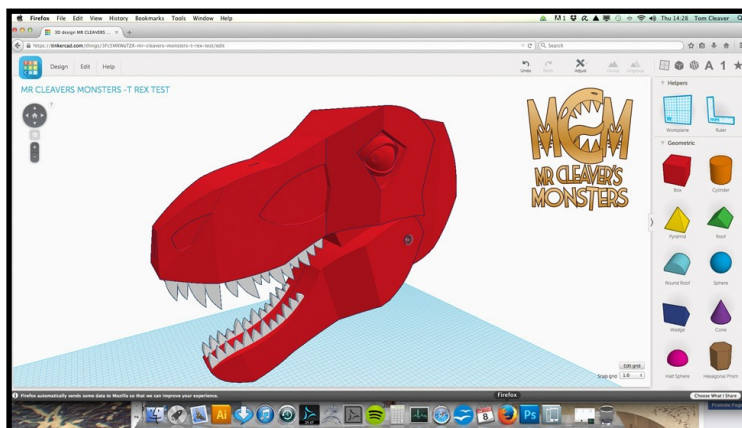 Firefox File Edit View History Bookmarks Tools Window Help
Thu 14:28 Tom Cleaver
3D design MR CLEAVERS ...
Search
Design Edit Help
Undo
Redo
Adjust
Group
Ungroup
MR CLEAVERS MONSTERS -T REX TEST
MCM
MR CLEAVER'S
MONSTERS
Helpers
Workplane
Ruler
Geometric
Box
Cylinder
Pyramid
Roof
Round Roof
Sphere
Wedge
Cone
Half Sphere
Hexagonal Prism
Edit grid
Snap grid 1.0
Firefox automatically sends some data to Mozilla so that we can improve your experience.
Choose What I Share
Firefox
Ai
8
Ps